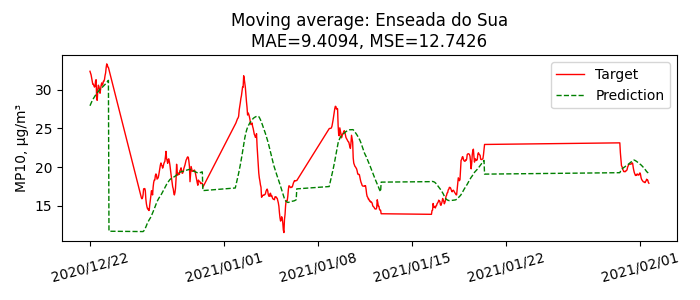 Moving average: Enseada do Sua
MAE=9.4094, MSE=12.7426
MP10, µg/m³
30
25
20
15
Target
Prediction
2020/12/22
2021/01/01
2021/01/08
2021/01/15
2021/01/22
2021/02/01